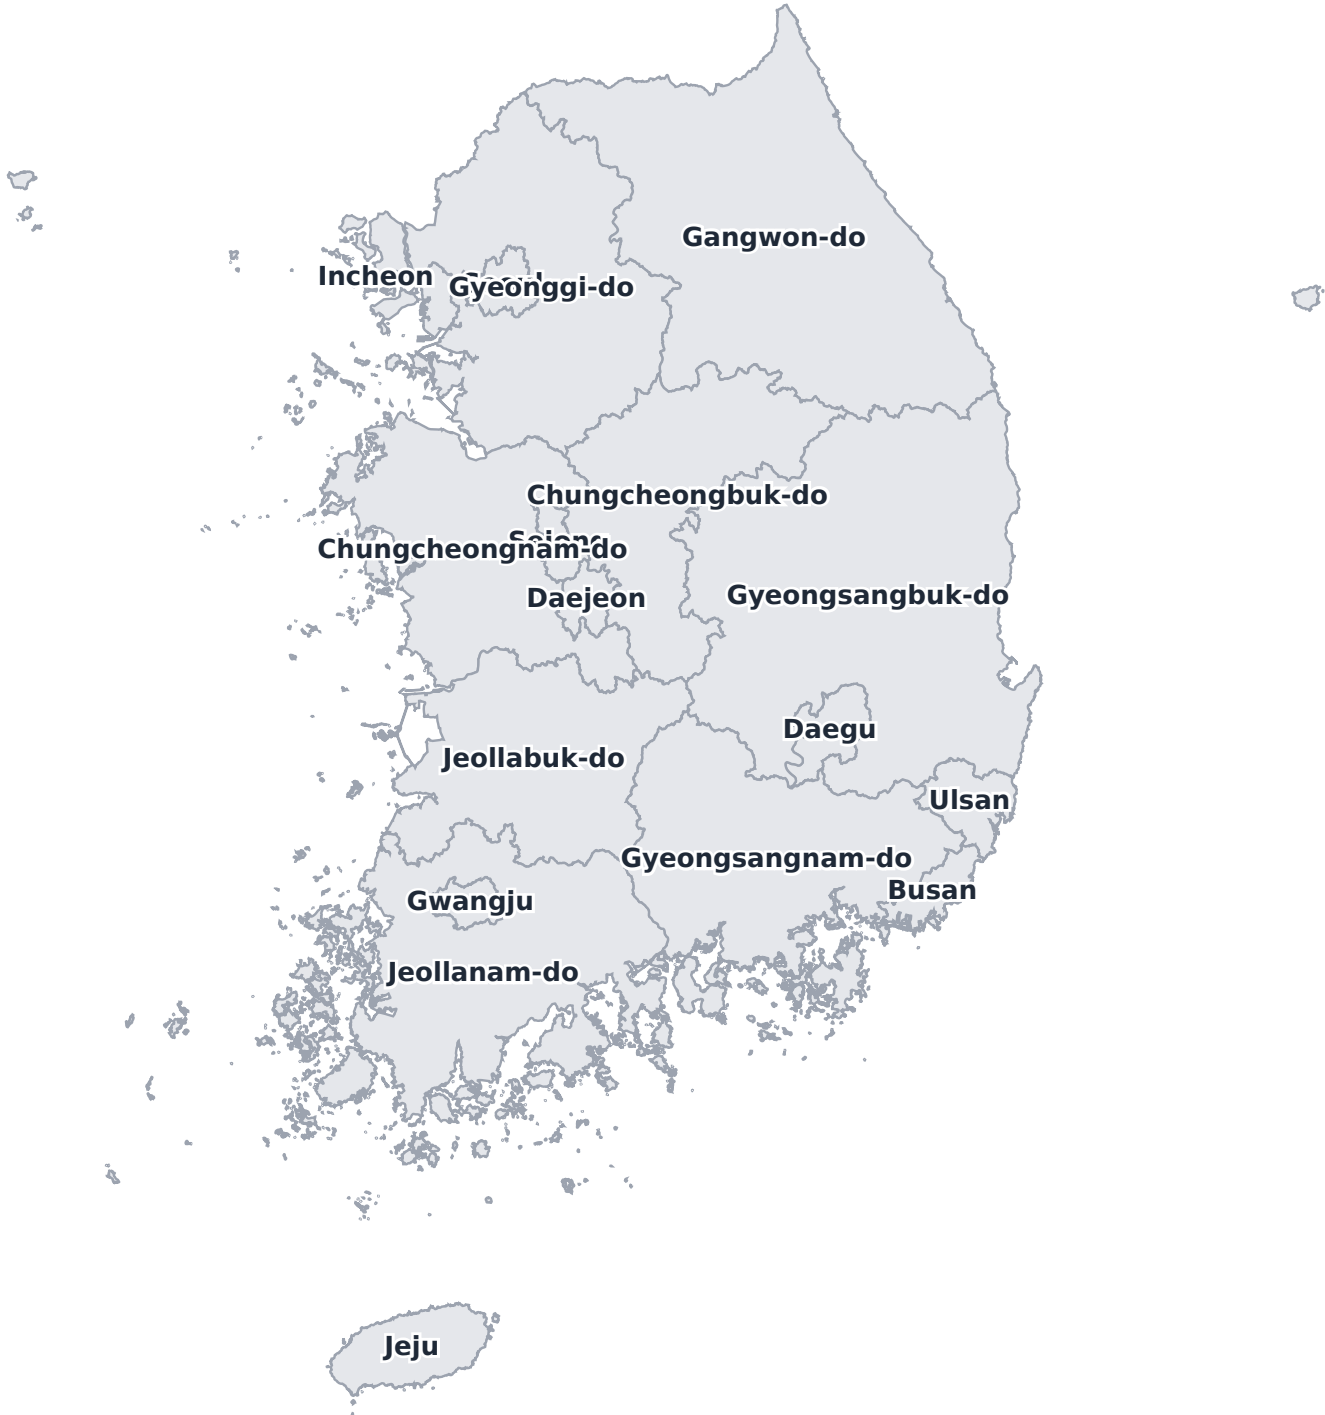 Gangwon-do
Incheon
Gyeonggi-do
Chungcheongbuk-do
Sejong
Chungcheongnam-do
Daejeon
Gyeongsangbuk-do
Daegu
Jeollabuk-do
Ulsan
Gyeongsangnam-do
Busan
Gwangju
Jeollanam-do
Jeju